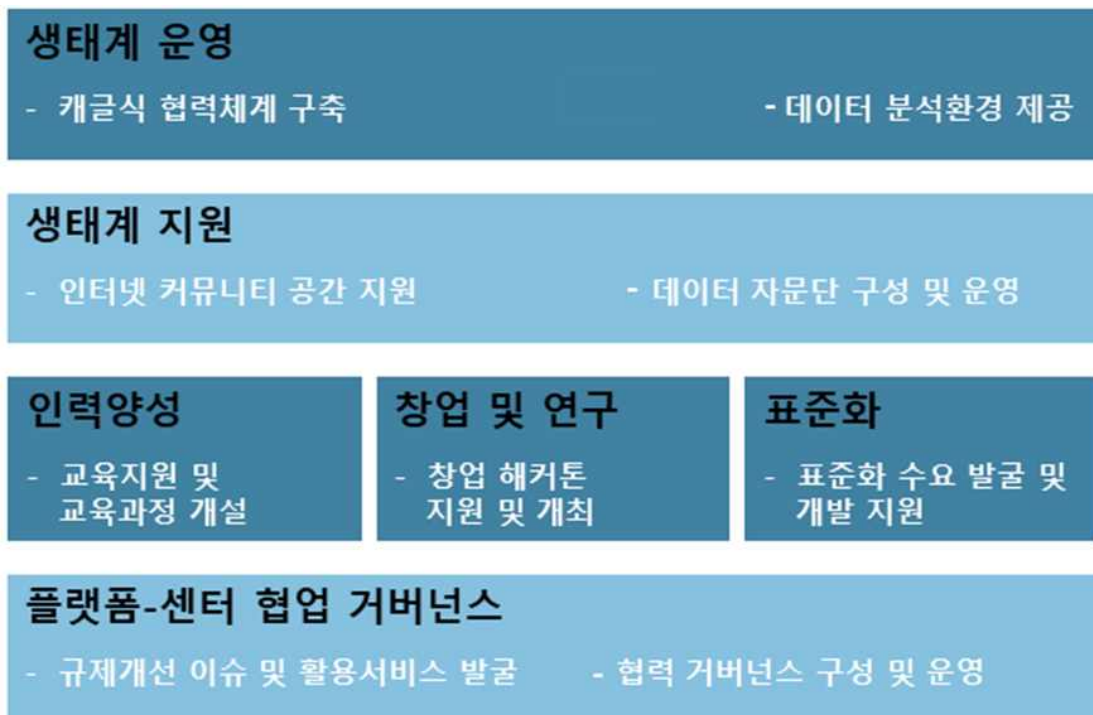 생태계 운영
- 캐글식 협력체계 구축
- 데이터 분석환경 제공
생태계 지원
- 인터넷 커뮤니티 공간 지원
- 데이터 자문단 구성 및 운영
인력양성
- 교육지원 및
교육과정 개설
창업 및 연구
- 창업 해커톤
지원 및 개최
표준화
- 표준화 수요 발굴 및
개발 지원
플랫폼-센터 협업 거버넌스
- 규제개선 이슈 및 활용서비스 발굴
- 협력 거버넌스 구성 및 운영